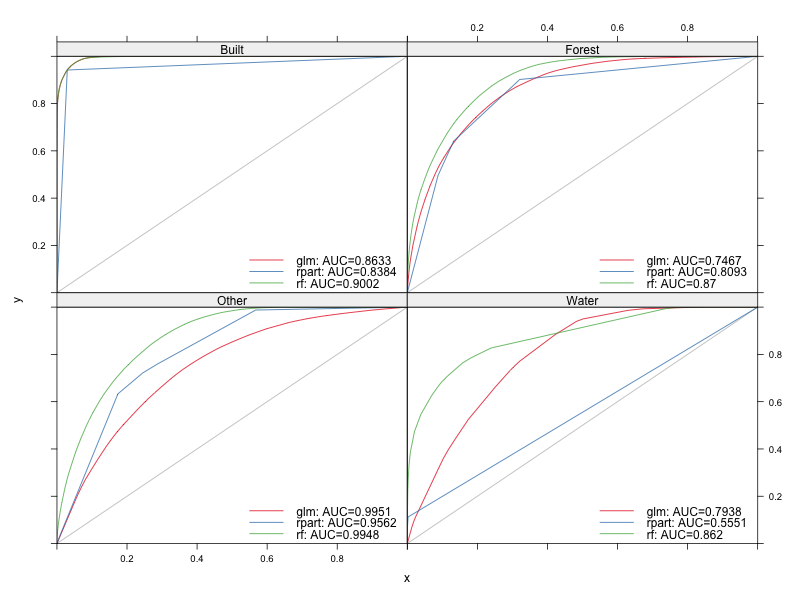 0.2 0.4 0.6 0.8
Built Forest
0.8
0.6
0.4
0.2
glm: AUC=0.8633
rpart: AUC=0.8384
rf: AUC=0.9002
glm: AUC=0.7467
rpart: AUC=0.8093
rf: AUC=0.87
y
Other Water
0.8
0.6
0.4
0.2
glm: AUC=0.9951
rpart: AUC=0.9562
rf: AUC=0.9948
glm: AUC=0.7938
rpart: AUC=0.5551
rf: AUC=0.862
0.2 0.4 0.6 0.8
x